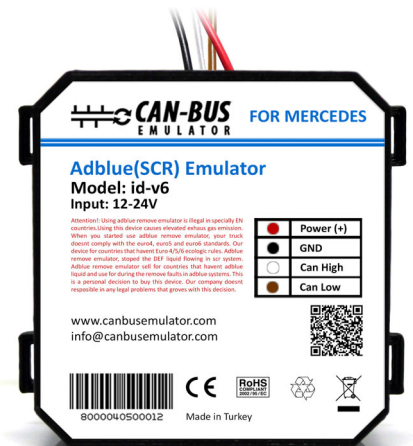 CAN-BUS
EMULATOR
FOR MERCEDES
Adblue(SCR) Emulator
Model: id-v6
Input: 12-24V
Attention!: Using adblue remove emulator is illegal in specially EN
countries.Using this device causes elevated exhaus gas emission.
When you started use adblue remove emulator, your truck
doesnt comply with the euro4, euro5 and euro6 standards. Our
device for countries that havent Euro 4/5/6 ecologic rules. Adblue
remove emulator, stoped the DEF liquid flowing in scr system.
Adblue remove emulator sell for countries that havent adblue
liquid and use for during the remove faults in adblue systems. This
is a personal decision to buy this device. Our company doesnt
resposible in any legal problems that groves with this decision.
Power (+)
GND
Can High
Can Low
www.canbusemulator.com
info@canbusemulator.com
8000040500012
CE
RoHS
COMPLIANT
2002/95/EC
Made in Turkey